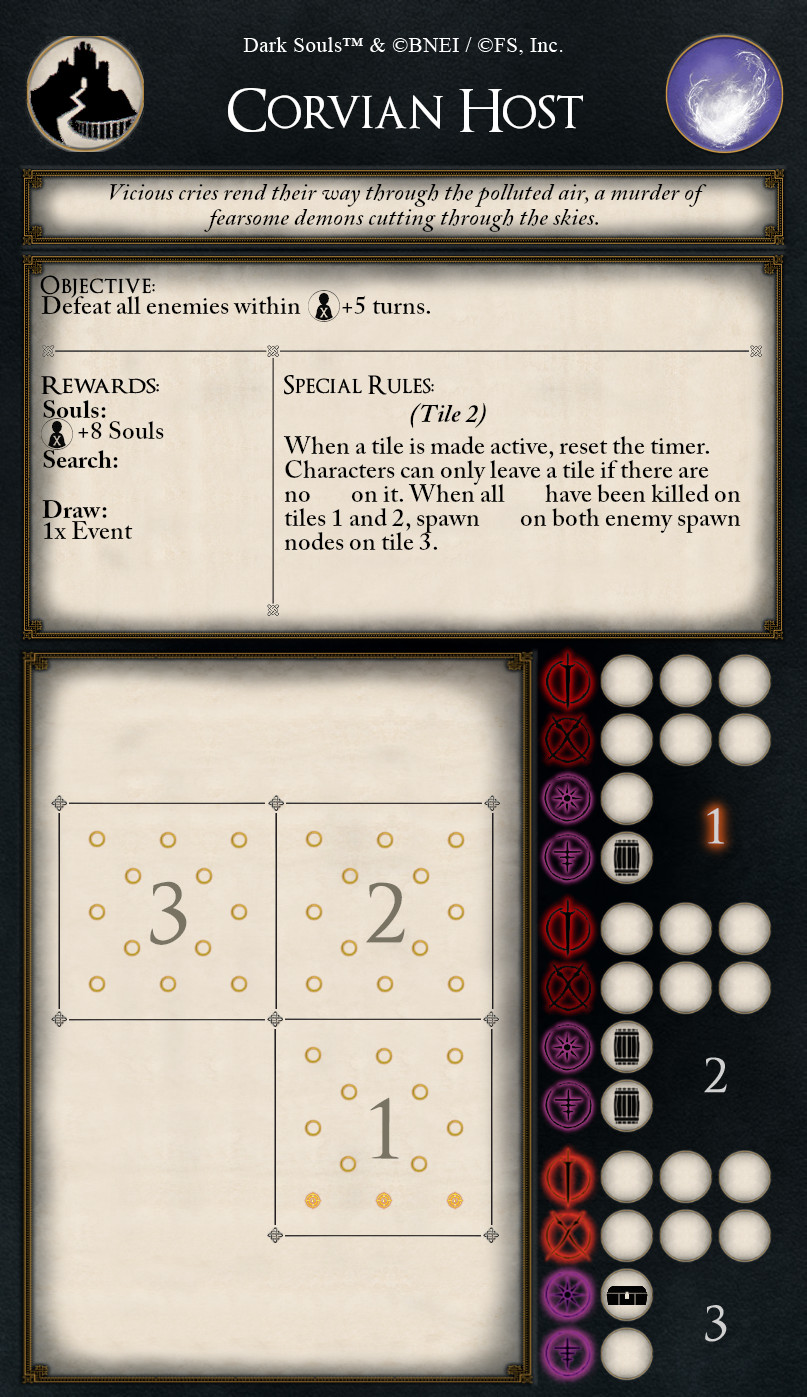 Dark Souls™ & ©BNEI / ©FS, Inc.
Corvian Host
Vicious cries rend their way through the polluted air, a murder of
fearsome demons cutting through the skies.
Objective:
Defeat all enemies within X+5 turns.
Rewards:
Souls:
X +8 Souls
Search:
Draw:
1x Event
Special Rules:
(Tile 2)
When a tile is made active, reset the timer.
Characters can only leave a tile if there are
no on it. When all have been killed on
tiles 1 and 2, spawn on both enemy spawn
nodes on tile 3.
3
2
1
1
2
3